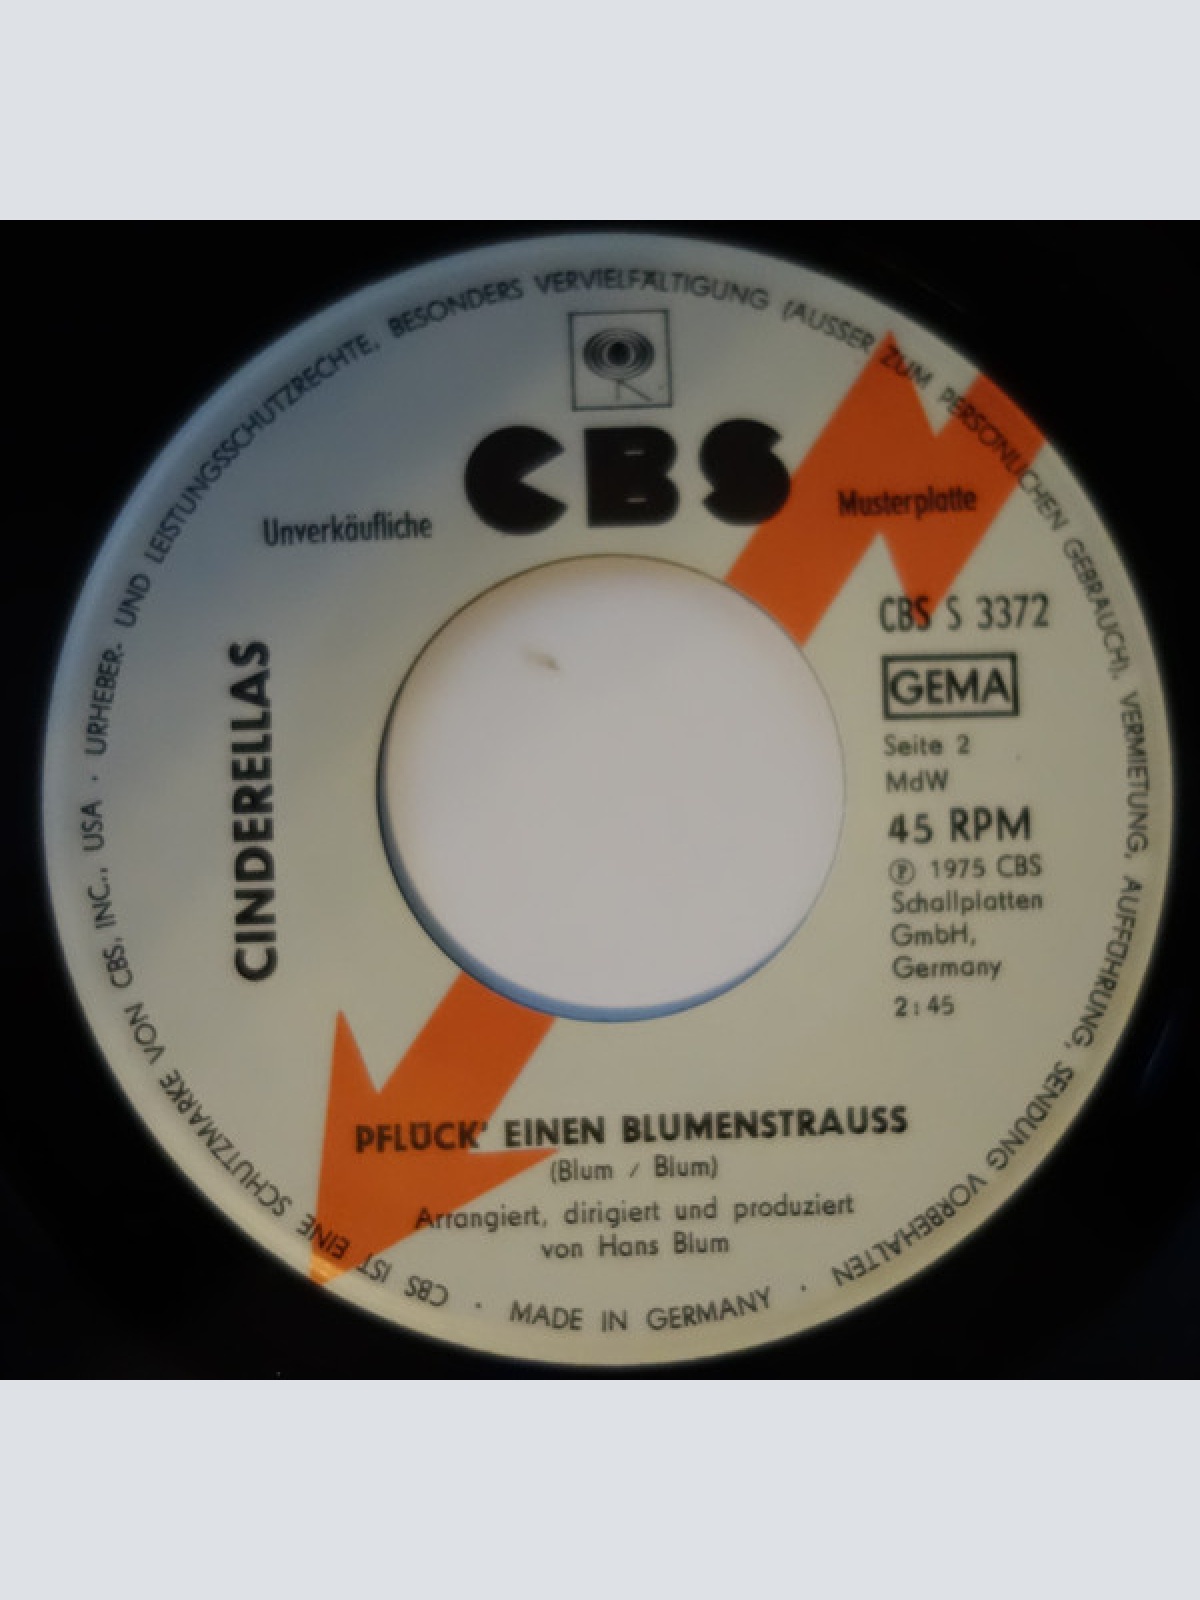 CBS
Unverkäufliche Musterplatte
CBS S 3372
GEMA
Seite 2
MdW
45 RPM
Ⓟ 1975 CBS
Schallplatten
GmbH,
Germany
2:45
CINDERELLAS
PFLÜCK' EINEN BLUMENSTRAUSS
(Blum / Blum)
Arrangiert, dirigiert und produziert
von Hans Blum
CBS IST EINE SCHUTZMARKE VON CBS, INC., USA · URHEBER- UND LEISTUNGSSCHUTZRECHTE, BESONDERS VERVIELFÄLTIGUNG (AUSSER ZUM PERSÖNLICHEN GEBRAUCH), VERMIETUNG, AUFFÜHRUNG, SENDUNG VORBEHALTEN ·
MADE IN GERMANY ·